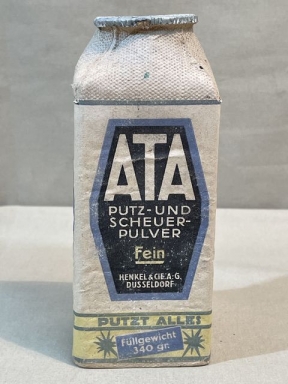 ATA
PUTZ- UND
SCHEUER-
PULVER
Fein
HENKEL & CIE. A.-G.
DÜSSELDORF
PUTZT ALLES
Füllgewicht
340 gr.